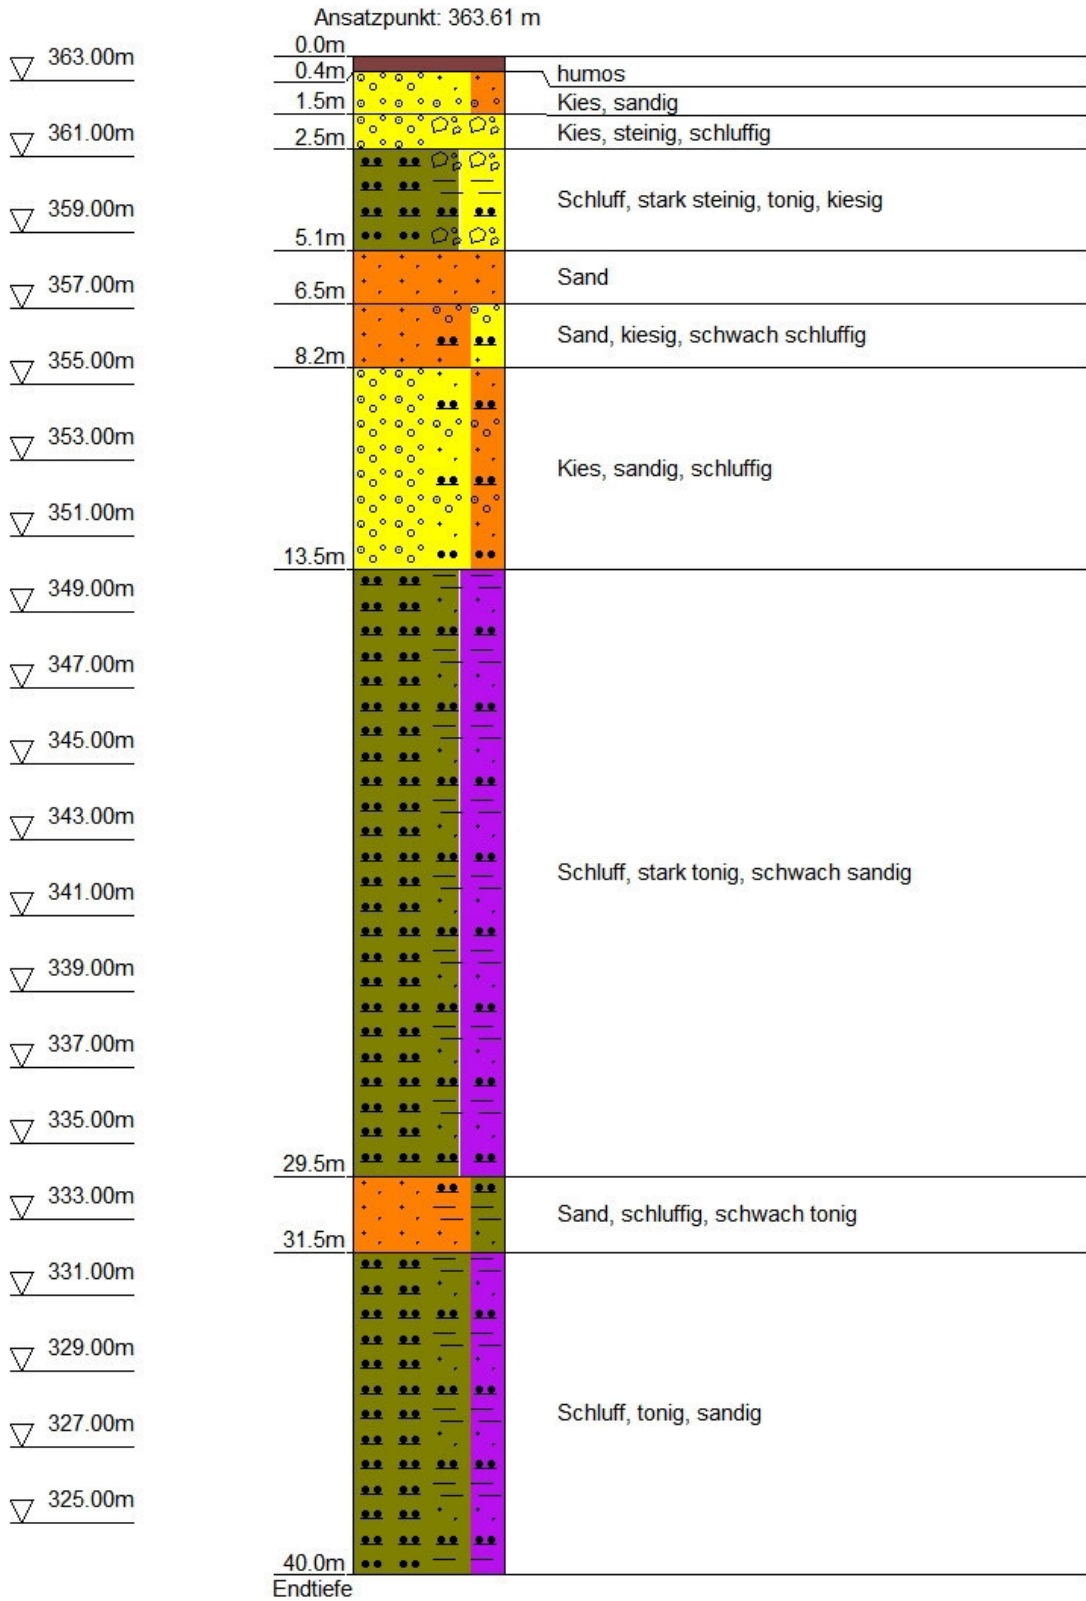 Ansatzpunkt: 363.61 m
363.00m
0.0m
0.4m
humos
1.5m
Kies, sandig
361.00m
2.5m
Kies, steinig, schluffig
359.00m
Schluff, stark steinig, tonig, kiesig
5.1m
357.00m
Sand
6.5m
355.00m
Sand, kiesig, schwach schluffig
8.2m
353.00m
Kies, sandig, schluffig
351.00m
13.5m
349.00m
347.00m
345.00m
343.00m
Schluff, stark tonig, schwach sandig
341.00m
339.00m
337.00m
335.00m
29.5m
333.00m
Sand, schluffig, schwach tonig
31.5m
331.00m
329.00m
327.00m
Schluff, tonig, sandig
325.00m
40.0m
Endtiefe